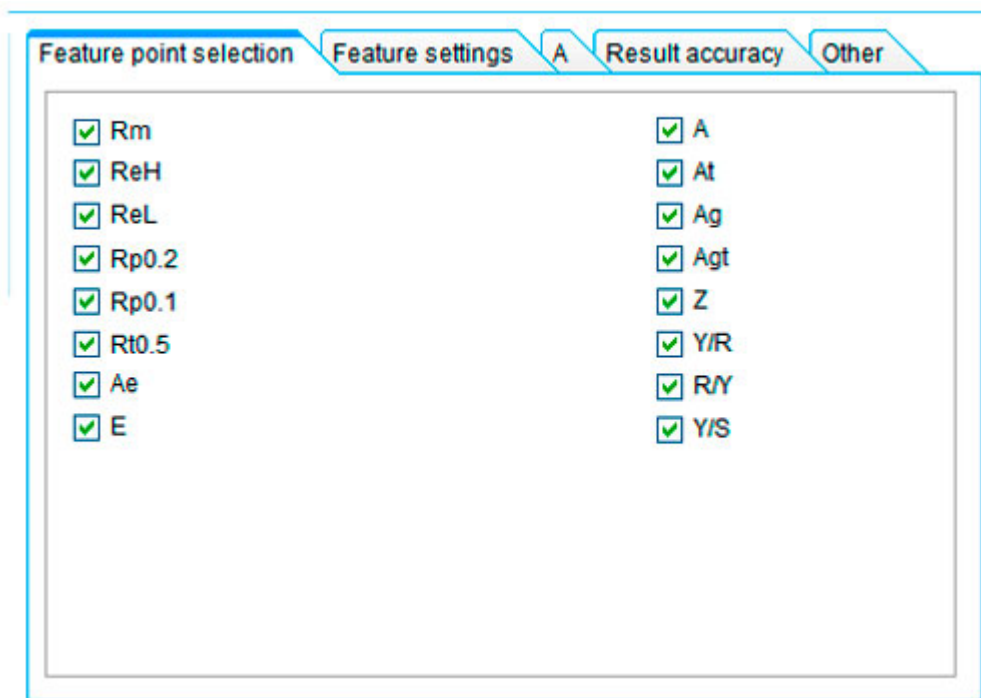 Feature point selection Feature settings A Result accuracy Other
Rm
ReH
ReL
Rp0.2
Rp0.1
Rt0.5
Ae
E
A
At
Ag
Agt
Z
Y/R
R/Y
Y/S